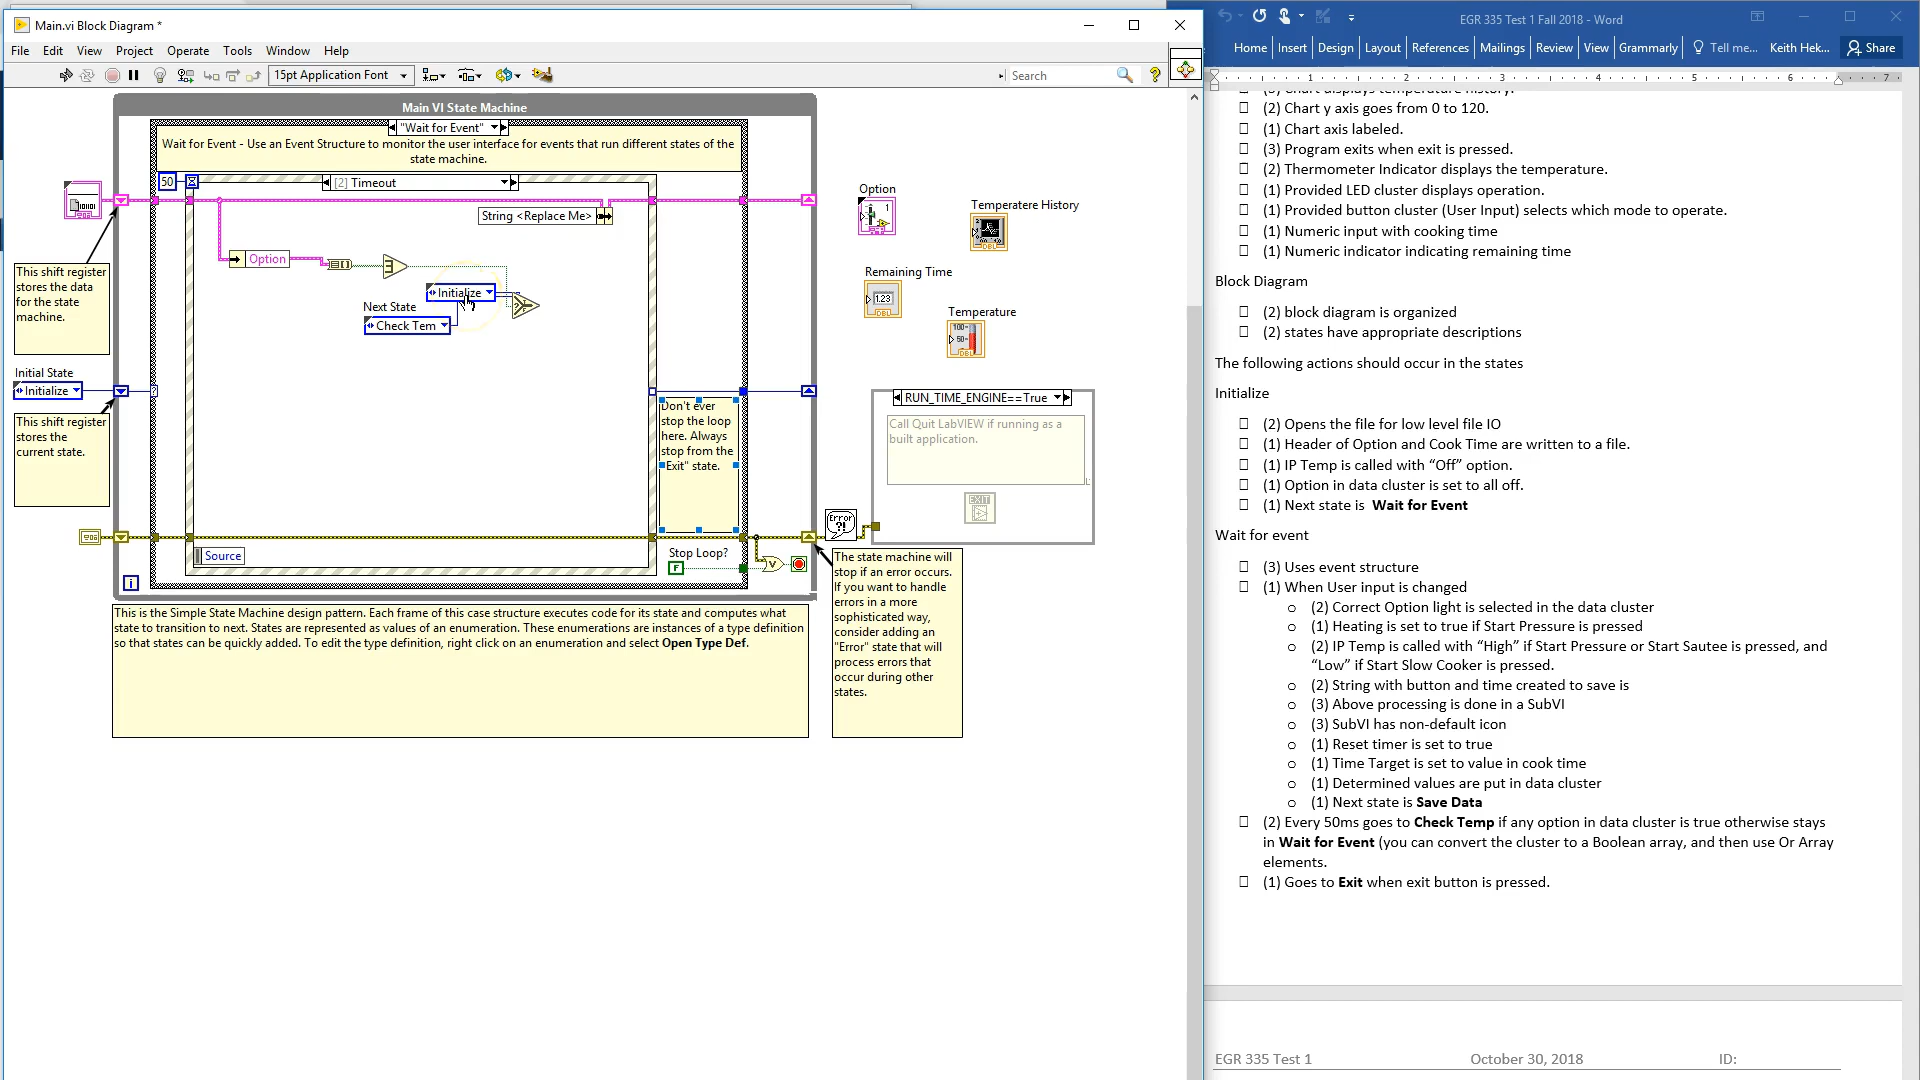 Main.vi Block Diagram *
File Edit View Project Operate Tools Window Help
15pt Application Font
Search
Main VI State Machine
"Wait for Event"
Wait for Event - Use an Event Structure to monitor the user interface for events that run different states of the
state machine.
50
[2] Timeout
String <Replace Me>
Option
Initialize
Next State
Check Tem
This shift register
stores the data
for the state
machine.
Initial State
Initialize
This shift register
stores the
current state.
Don't ever
stop the loop
here. Always
stop from the
"Exit" state.
Source
Stop Loop?
F
i
Option
Temperatere History
Remaining Time
1.23
DBL
Temperature
100
50
DBL
RUN_TIME_ENGINE==True
Call Quit LabVIEW if running as a
built application.
EXIT
Error
?!
The state machine will
stop if an error occurs.
If you want to handle
errors in a more
sophisticated way,
consider adding an
"Error" state that will
process errors that
occur during other
states.
This is the Simple State Machine design pattern. Each frame of this case structure executes code for its state and computes what
state to transition to next. States are represented as values of an enumeration. These enumerations are instances of a type definition
so that states can be quickly added. To edit the type definition, right click on an enumeration and select Open Type Def.
EGR 335 Test 1 Fall 2018 - Word
Home Insert Design Layout References Mailings Review View Grammarly Tell me... Keith Hek... Share
1 2 3 4 5 6 7
(3) Chart displays temperature history.
(2) Chart y axis goes from 0 to 120.
(1) Chart axis labeled.
(3) Program exits when exit is pressed.
(2) Thermometer Indicator displays the temperature.
(1) Provided LED cluster displays operation.
(1) Provided button cluster (User Input) selects which mode to operate.
(1) Numeric input with cooking time
(1) Numeric indicator indicating remaining time
Block Diagram
(2) block diagram is organized
(2) states have appropriate descriptions
The following actions should occur in the states
Initialize
(2) Opens the file for low level file IO
(1) Header of Option and Cook Time are written to a file.
(1) IP Temp is called with “Off” option.
(1) Option in data cluster is set to all off.
(1) Next state is Wait for Event
Wait for event
(3) Uses event structure
(1) When User input is changed
o (2) Correct Option light is selected in the data cluster
o (1) Heating is set to true if Start Pressure is pressed
o (2) IP Temp is called with “High” if Start Pressure or Start Sautee is pressed, and
“Low” if Start Slow Cooker is pressed.
o (2) String with button and time created to save is
o (3) Above processing is done in a SubVI
o (3) SubVI has non-default icon
o (1) Reset timer is set to true
o (1) Time Target is set to value in cook time
o (1) Determined values are put in data cluster
o (1) Next state is Save Data
(2) Every 50ms goes to Check Temp if any option in data cluster is true otherwise stays
in Wait for Event (you can convert the cluster to a Boolean array, and then use Or Array
elements.
(1) Goes to Exit when exit button is pressed.
EGR 335 Test 1 October 30, 2018 ID: